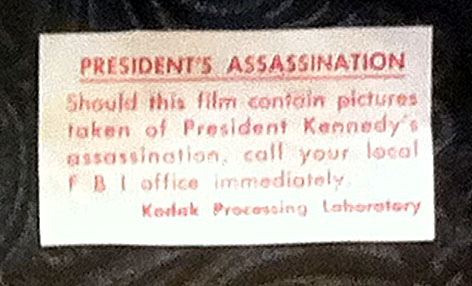 PRESIDENT'S ASSASSINATION
Should this film contain pictures
taken of President Kennedy's
assassination, call your local
F B I office immediately.
Kodak Processing Laboratory